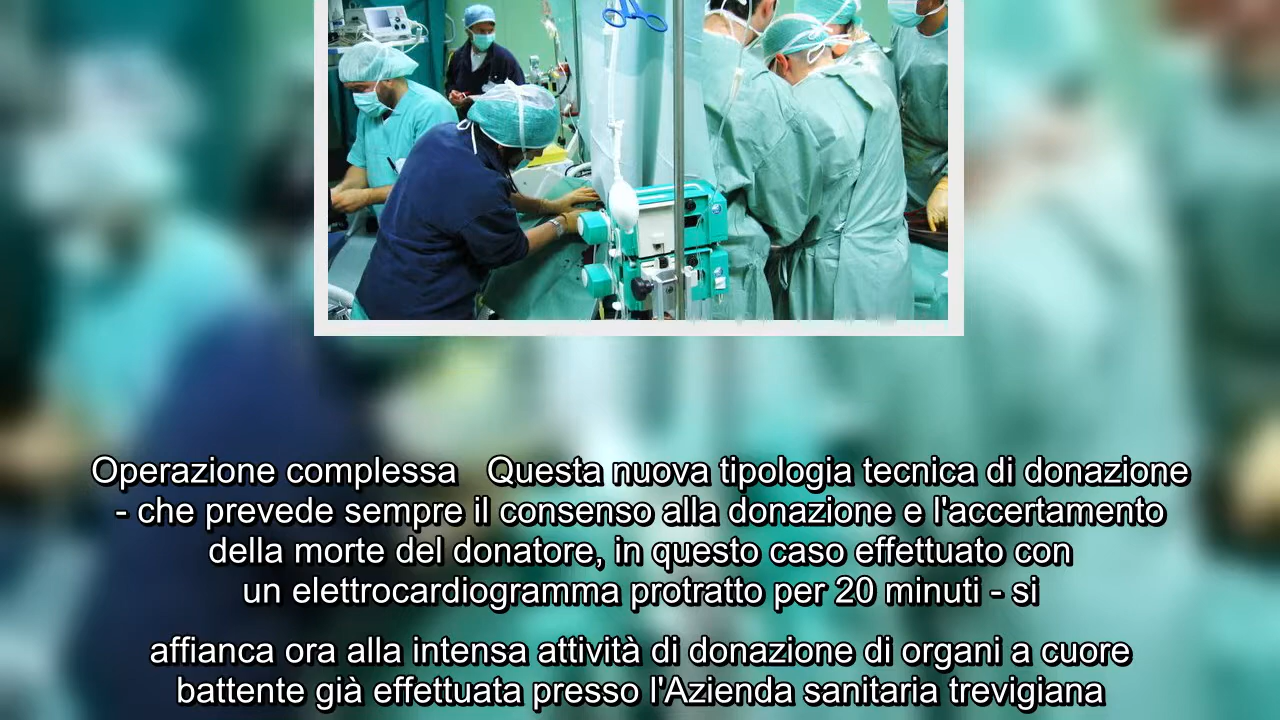 Operazione complessa   Questa nuova tipologia tecnica di donazione
- che prevede sempre il consenso alla donazione e l'accertamento
della morte del donatore, in questo caso effettuato con
un elettrocardiogramma protratto per 20 minuti - si
affianca ora alla intensa attività di donazione di organi a cuore
battente già effettuata presso l'Azienda sanitaria trevigiana